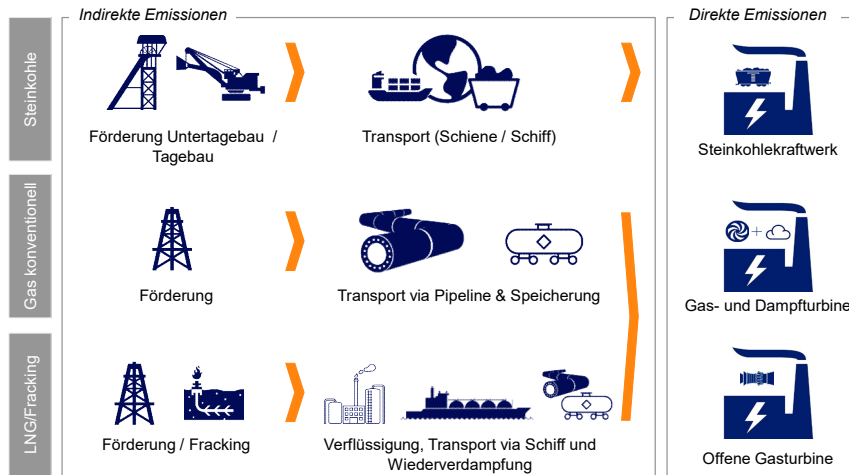 Indirekte Emissionen
Direkte Emissionen
Steinkohle
Förderung Untertagebau /
Tagebau
Transport (Schiene / Schiff)
Steinkohlekraftwerk
Gas konventionell
Förderung
Transport via Pipeline & Speicherung
Gas- und Dampfturbine
LNG/Fracking
Förderung / Fracking
Verflüssigung, Transport via Schiff und
Wiederverdampfung
Offene Gasturbine